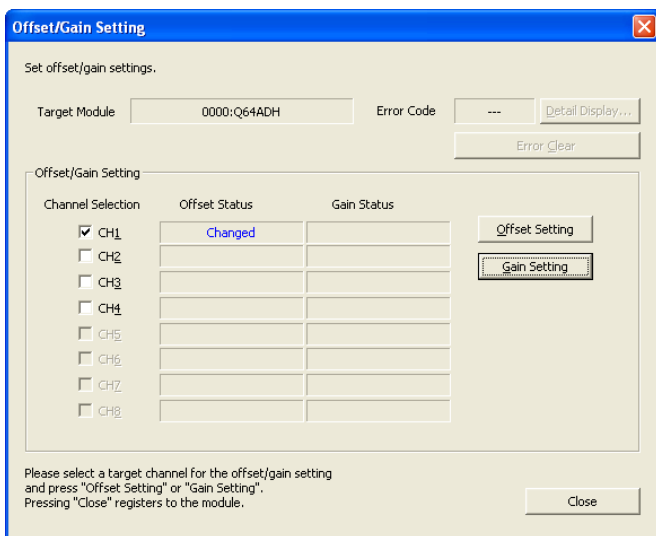 Offset/Gain Setting
Set offset/gain settings.
Target Module 0000:Q64ADH Error Code --- Detail Display...
Error Clear
Offset/Gain Setting
Channel Selection Offset Status Gain Status
CH1 Changed Offset Setting
CH2 Gain Setting
CH3
CH4
CH5
CH6
CH7
CH8
Please select a target channel for the offset/gain setting
and press "Offset Setting" or "Gain Setting".
Pressing "Close" registers to the module.
Close